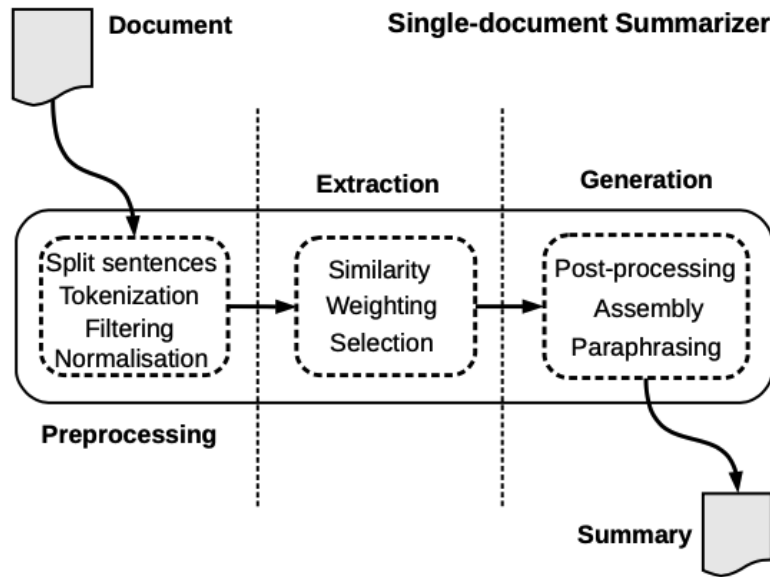 Document
Single-document Summarizer
Extraction
Generation
Split sentences
Tokenization
Filtering
Normalisation
Similarity
Weighting
Selection
Post-processing
Assembly
Paraphrasing
Preprocessing
Summary